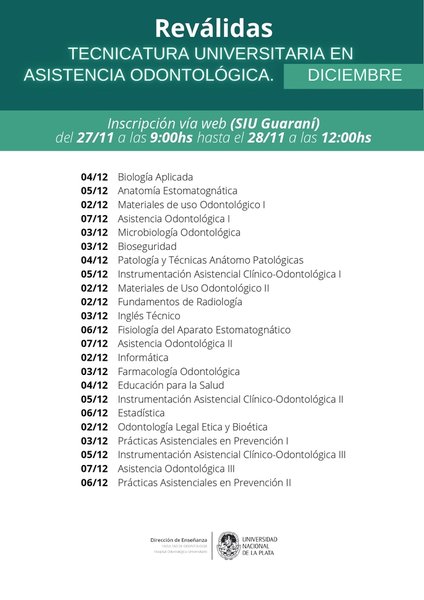 Reválidas
TECNICATURA UNIVERSITARIA EN
ASISTENCIA ODONTOLÓGICA. DICIEMBRE
Inscripción vía web (SIU Guaraní)
del 27/11 a las 9:00hs hasta el 28/11 a las 12:00hs
04/12 Biología Aplicada
05/12 Anatomía Estomatognática
02/12 Materiales de uso Odontológico I
07/12 Asistencia Odontológica I
03/12 Microbiología Odontológica
03/12 Bioseguridad
04/12 Patología y Técnicas Anátomo Patológicas
05/12 Instrumentación Asistencial Clínico-Odontológica I
02/12 Materiales de Uso Odontológico II
02/12 Fundamentos de Radiología
03/12 Inglés Técnico
06/12 Fisiología del Aparato Estomatognático
07/12 Asistencia Odontológica II
02/12 Informática
03/12 Farmacología Odontológica
04/12 Educación para la Salud
05/12 Instrumentación Asistencial Clínico-Odontológica II
06/12 Estadística
02/12 Odontología Legal Etica y Bioética
03/12 Prácticas Asistenciales en Prevención I
05/12 Instrumentación Asistencial Clínico-Odontológica III
07/12 Asistencia Odontológica III
06/12 Prácticas Asistenciales en Prevención II
Dirección de Enseñanza
UNIVERSIDAD
NACIONAL
DE LA PLATA